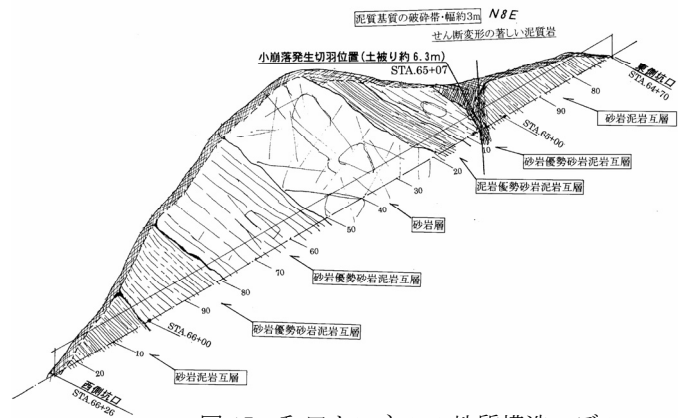 泥質基質の破砕帯・幅約3m N8E
せん断変形の著しい泥質岩
小崩落発生切羽位置(土被り約6.3m)
STA.65+07
東側坑口
STA.64+70
80
90
砂岩泥岩互層
STA.65+00
10
砂岩優勢砂岩泥岩互層
20
泥岩優勢砂岩泥岩互層
30
40
砂岩層
50
60
70
砂岩優勢砂岩泥岩互層
80
90
砂岩優勢砂岩泥岩互層
STA.66+00
10
砂岩泥岩互層
20
西側坑口
STA.66+26